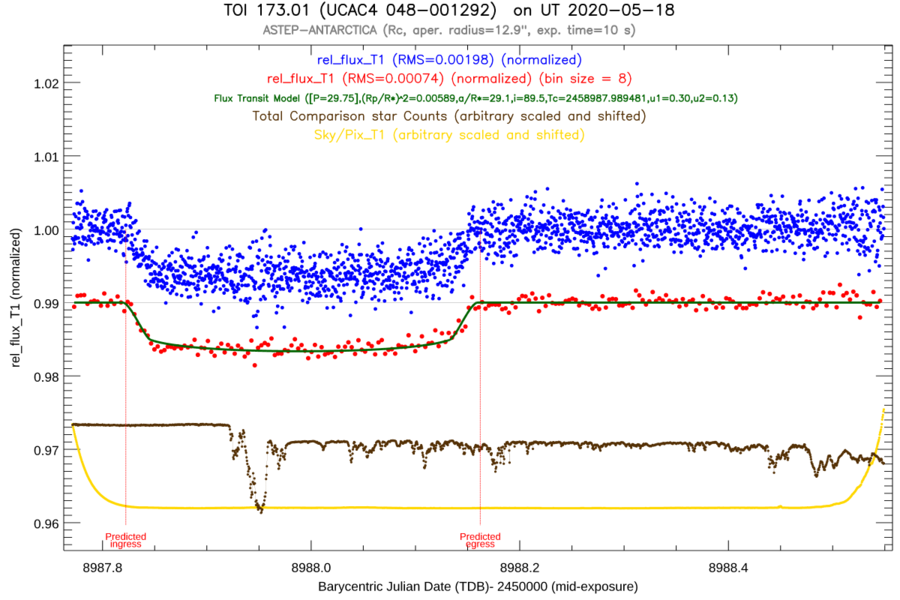 TOI 173.01 (UCAC4 048-001292)  on UT 2020-05-18
ASTEP-ANTARCTICA (Rc, aper. radius=12.9", exp. time=10 s)
rel_flux_T1 (RMS=0.00198) (normalized)
rel_flux_T1 (RMS=0.00074) (normalized) (bin size = 8)
Flux Transit Model ([P=29.75],(Rp/R*)^2=0.00589,a/R*=29.1,i=89.5,Tc=2458987.989481,u1=0.30,u2=0.13)
Total Comparison star Counts (arbitrary scaled and shifted)
Sky/Pix_T1 (arbitrary scaled and shifted)
1.02
1.01
1.00
0.99
0.98
0.97
0.96
rel_flux_T1 (normalized)
Predicted
ingress
Predicted
egress
8987.8
8988.0
8988.2
8988.4
Barycentric Julian Date (TDB)- 2450000 (mid-exposure)